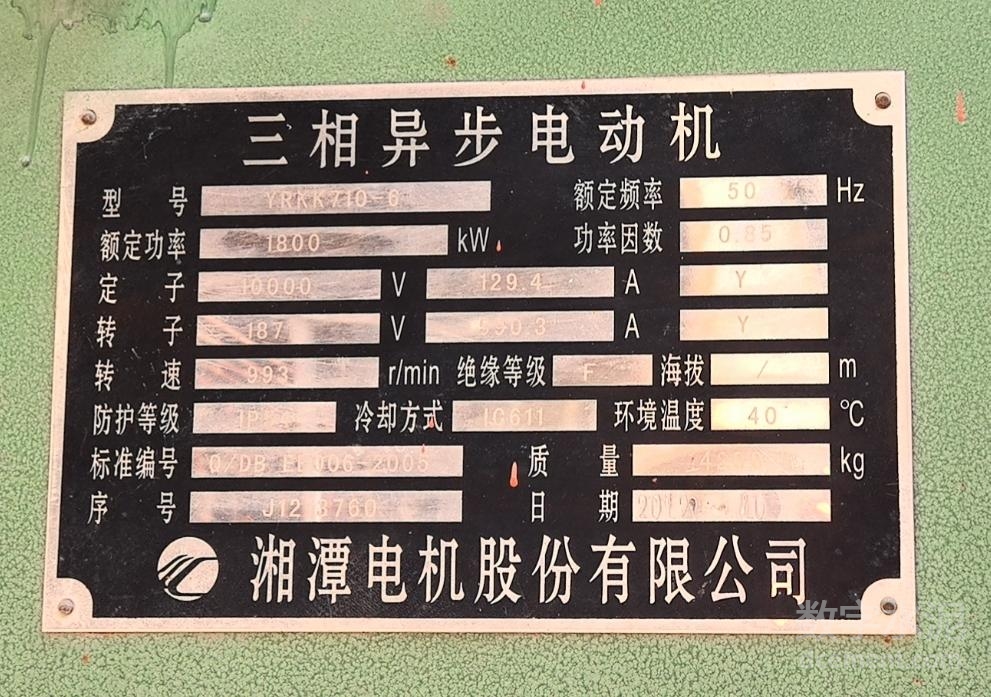 三相异步电动机
型号 YRKK710-6 额定频率 50 Hz
额定功率 1800 kW 功率因数 0.85
定子 10000 V 129.4 A Y
转子 187 V A Y
转速 993 r/min 绝缘等级 F 海拔 / m
防护等级 冷却方式 IC611 环境温度 40 ℃
标准编号 质量 kg
序号 日期
湘潭电机股份有限公司